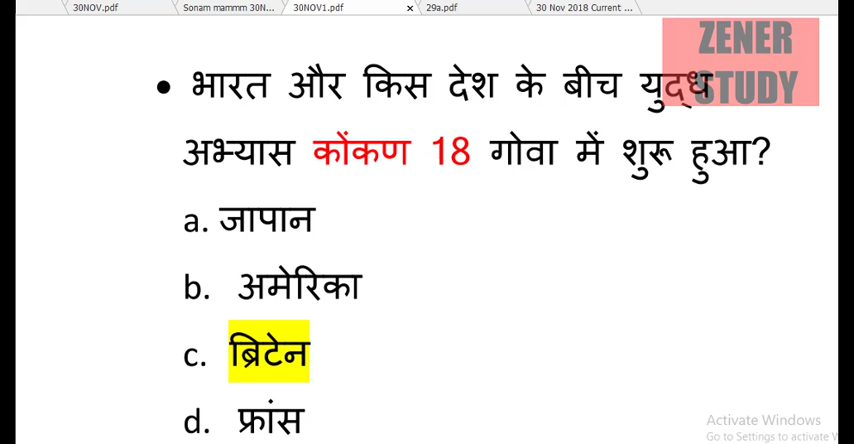 30NOV.pdf Sonam mammm 30N... 30NOV1.pdf x 29a.pdf 30 Nov 2018 Current ...
ZENER
STUDY
• भारत और किस देश के बीच युद्ध
अभ्यास कोंकण 18 गोवा में शुरू हुआ?
a. जापान
b. अमेरिका
c. ब्रिटेन
d. फ्रांस
Activate Windows
Go to Settings to activate W